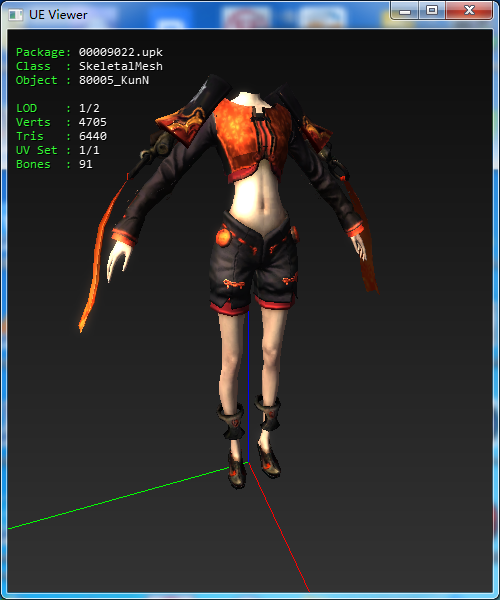 UE Viewer
Package: 00009022.upk
Class : SkeletalMesh
Object : 80005_KunN
LOD : 1/2
Verts : 4705
Tris : 6440
UV Set : 1/1
Bones : 91